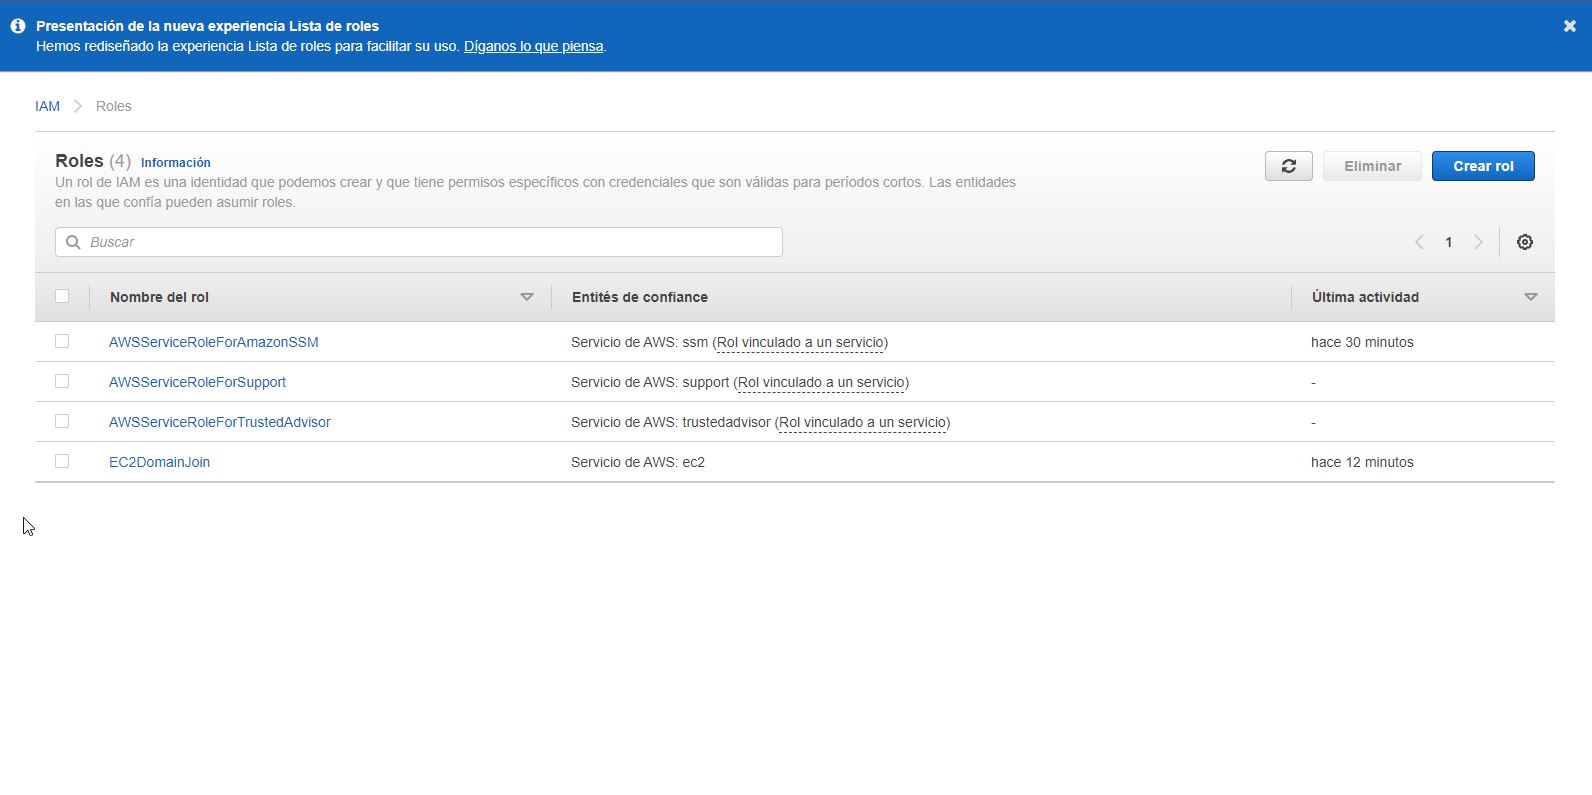 Presentación de la nueva experiencia Lista de roles
Hemos rediseñado la experiencia Lista de roles para facilitar su uso. Díganos lo que piensa.
IAM Roles
Roles (4) Información
Un rol de IAM es una identidad que podemos crear y que tiene permisos específicos con credenciales que son válidas para períodos cortos. Las entidades
en las que confía pueden asumir roles.
Eliminar Crear rol
Buscar
1
Nombre del rol Entités de confiance Última actividad
AWSServiceRoleForAmazonSSM Servicio de AWS: ssm (Rol vinculado a un servicio) hace 30 minutos
AWSServiceRoleForSupport Servicio de AWS: support (Rol vinculado a un servicio) -
AWSServiceRoleForTrustedAdvisor Servicio de AWS: trustedadvisor (Rol vinculado a un servicio) -
EC2DomainJoin Servicio de AWS: ec2 hace 12 minutos